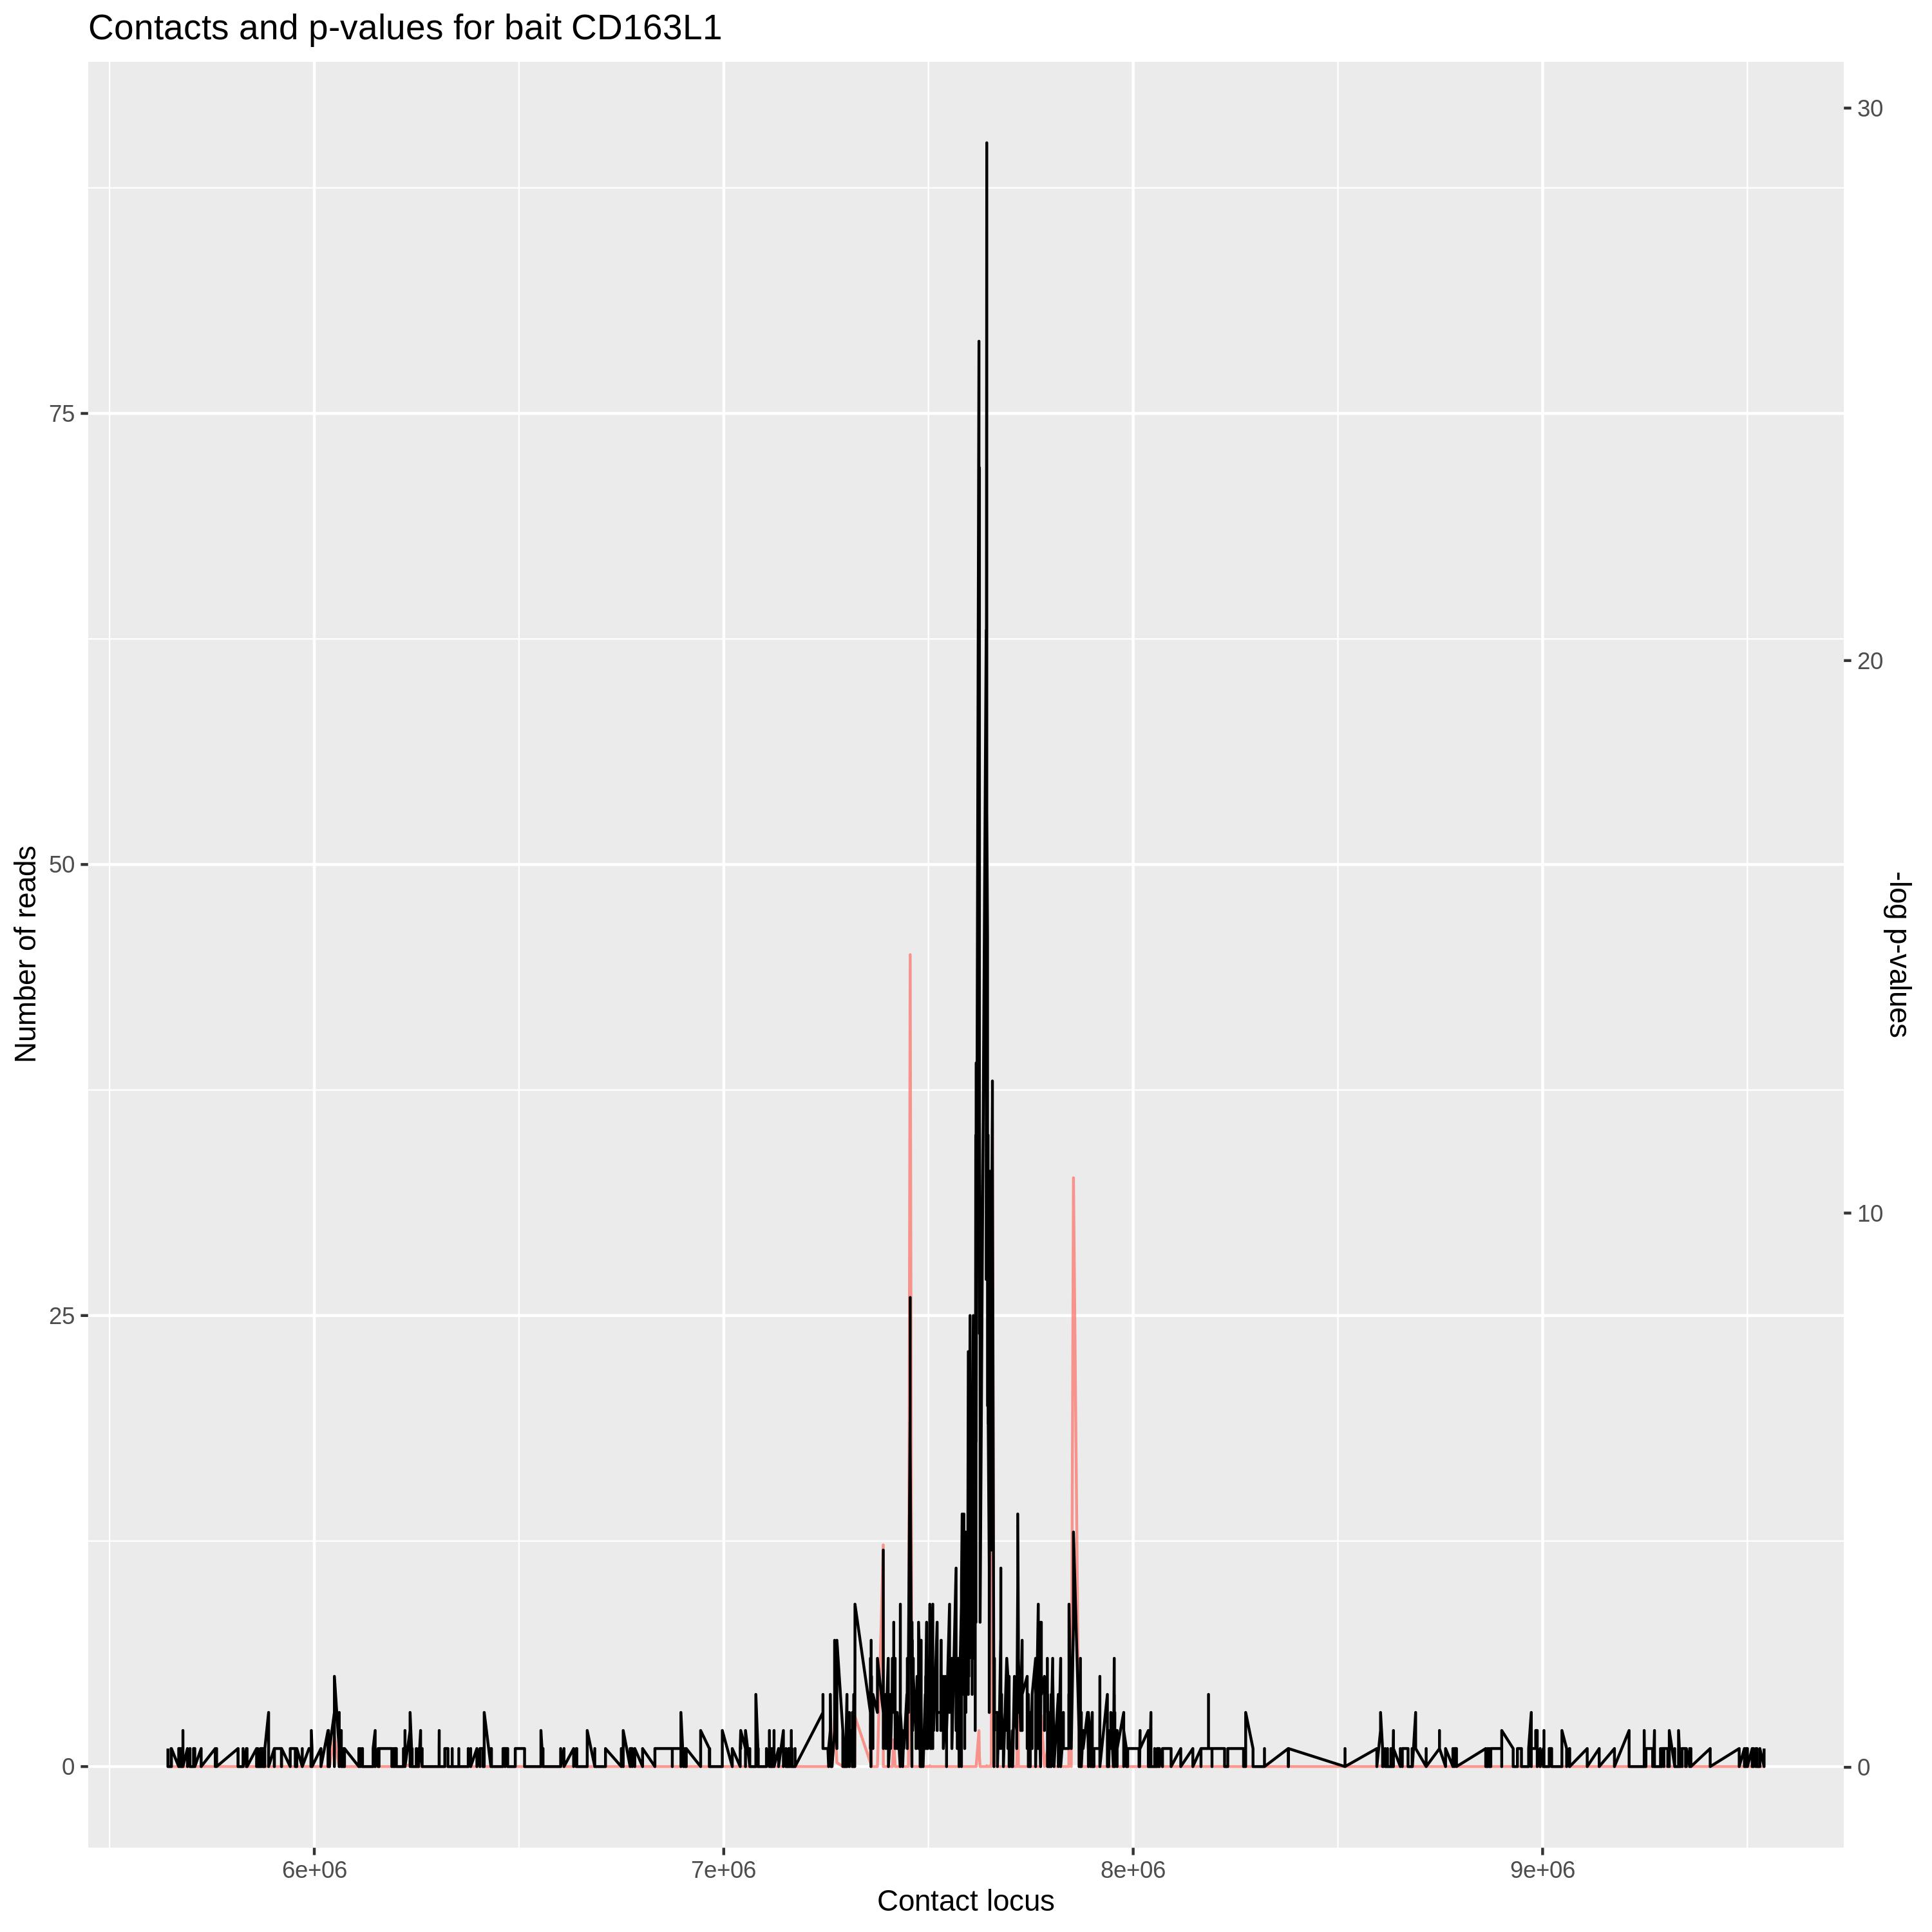 Contacts and p-values for bait CD163L1
30
75
20
50
Number of reads
-log p-values
10
25
0
0
6e+06
7e+06
8e+06
9e+06
Contact locus